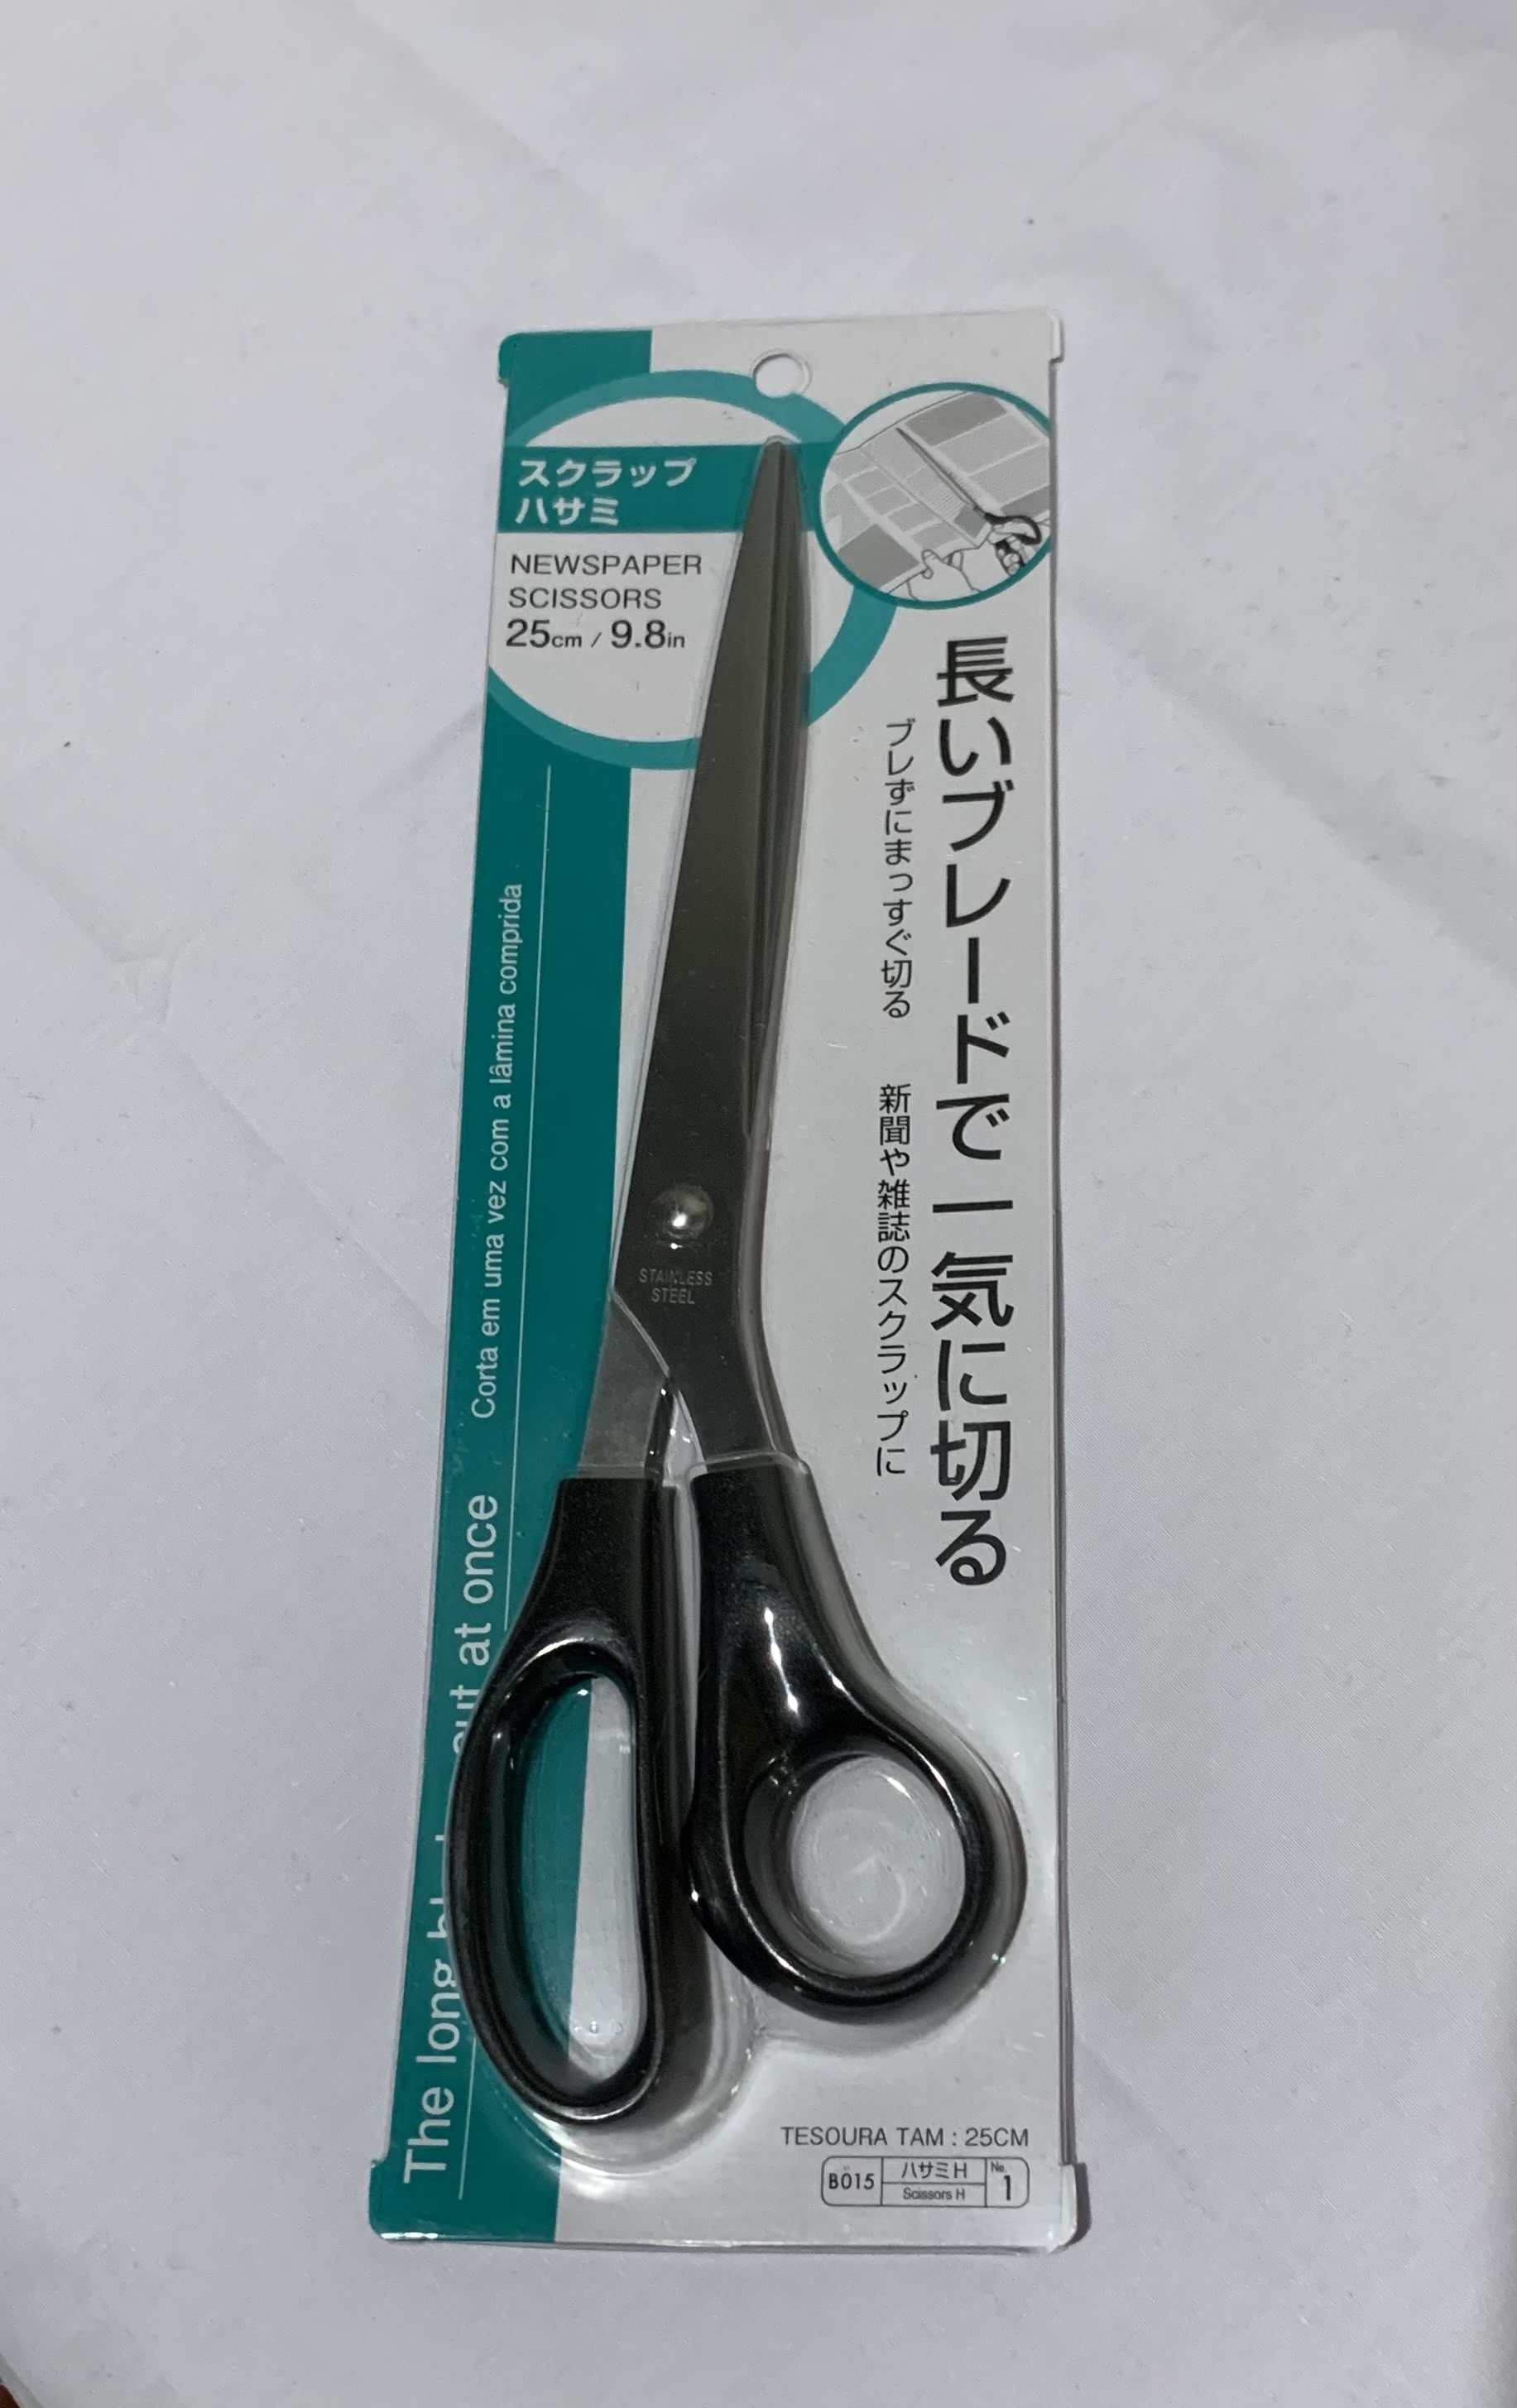 スクラップ
ハサミ
NEWSPAPER
SCISSORS
25cm / 9.8in
長いブレードで一気に切る
ブレずにまっすぐ切る 新聞や雑誌のスクラップに
The long cut at once
Corta em uma vez com a lâmina comprida
STAINLESS
STEEL
TESOURA TAM : 25CM
B015
ハサミH
Scissors H
No.
1